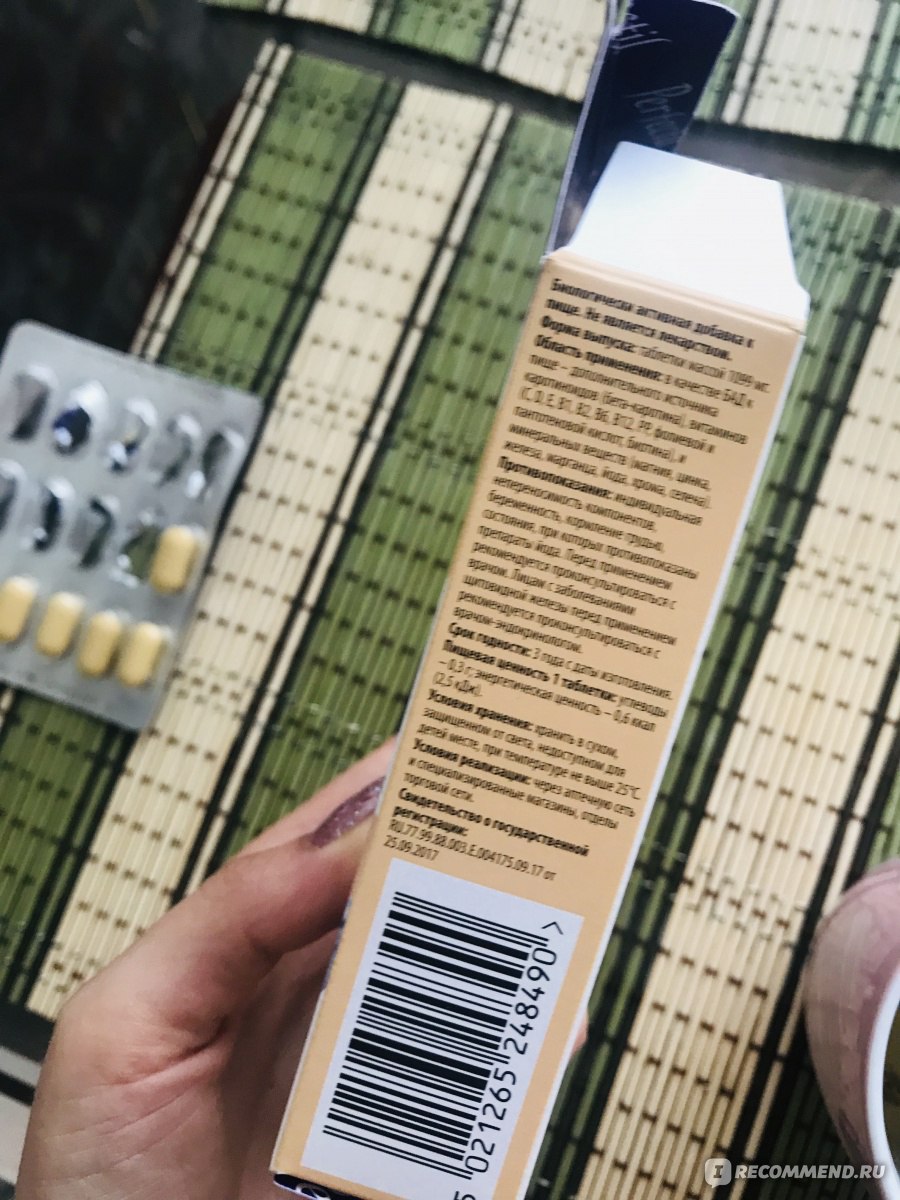 Perfe
Биологически активная добавка к
пище. Не является лекарством.
Форма выпуска: таблетки массой 1099 мг.
Область применения: в качестве БАД к
пище – дополнительного источника
каротиноидов (бета-каротина), витаминов
(С, D, E, B1, B2, B6, B12, PP, фолиевой и
пантотеновой кислот, биотина), и
минеральных веществ (магния, цинка,
железа, марганца, йода, хрома, селена).
Противопоказания: индивидуальная
непереносимость компонентов,
беременность, кормление грудью,
состояния, при которых противопоказаны
препараты йода. Перед применением
рекомендуется проконсультироваться с
врачом. Лицам с заболеваниями
щитовидной железы перед применением
рекомендуется проконсультироваться с
врачом-эндокринологом.
Срок годности: 3 года с даты изготовления.
Пищевая ценность 1 таблетки: углеводы
– 0,3 г; энергетическая ценность – 0,6 ккал
(2,5 кДж).
Условия хранения: хранить в сухом,
защищенном от света, недоступном для
детей месте, при температуре не выше 25°C.
Условия реализации: через аптечную сеть
и специализированные магазины, отделы
торговой сети.
Свидетельство о государственной
регистрации:
RU.77.99.88.003.E.004175.09.17 от
25.09.2017
5 021265 248490 >
I RECOMMEND.RU